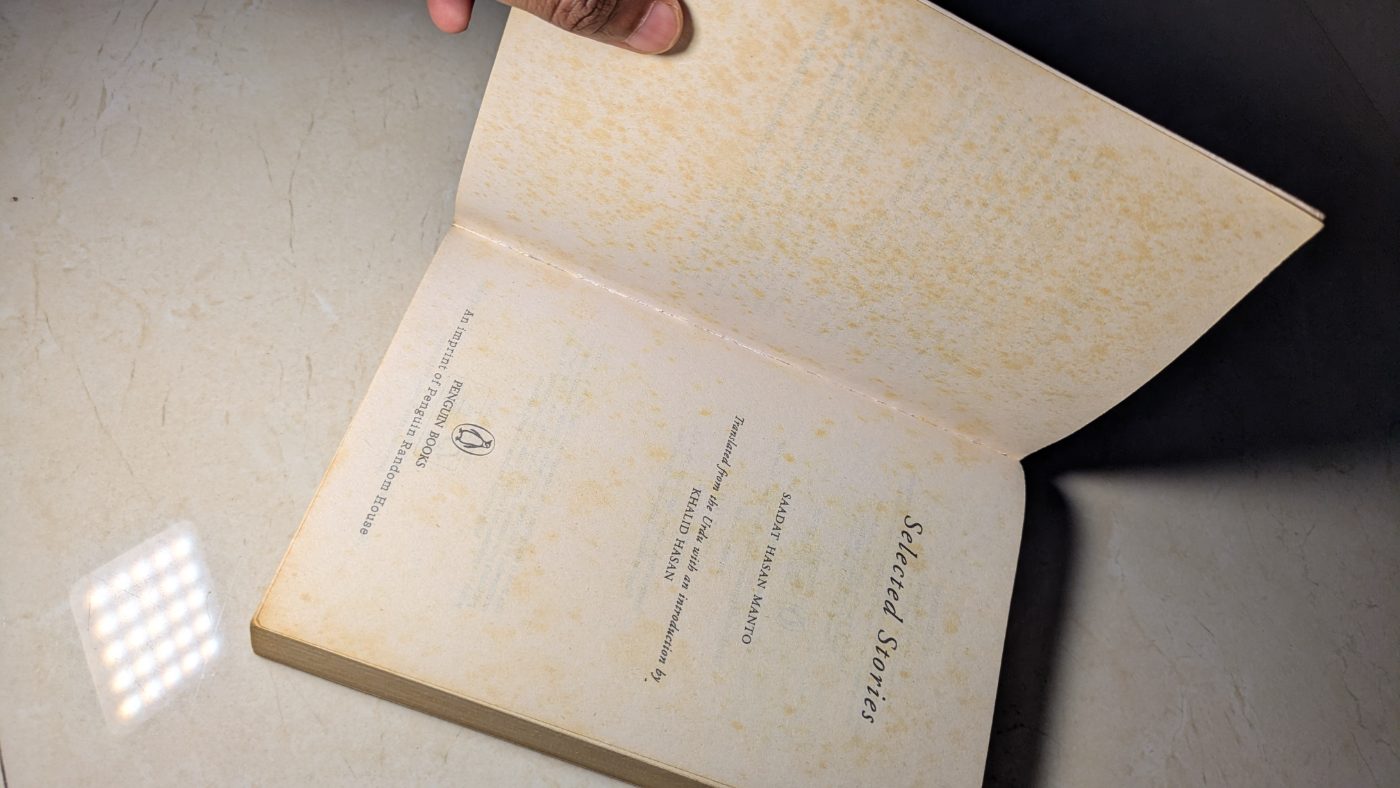 Selected Stories
SAADAT HASAN MANTO
Translated from the Urdu with an introduction by
KHALID HASAN
PENGUIN BOOKS
An imprint of Penguin Random House